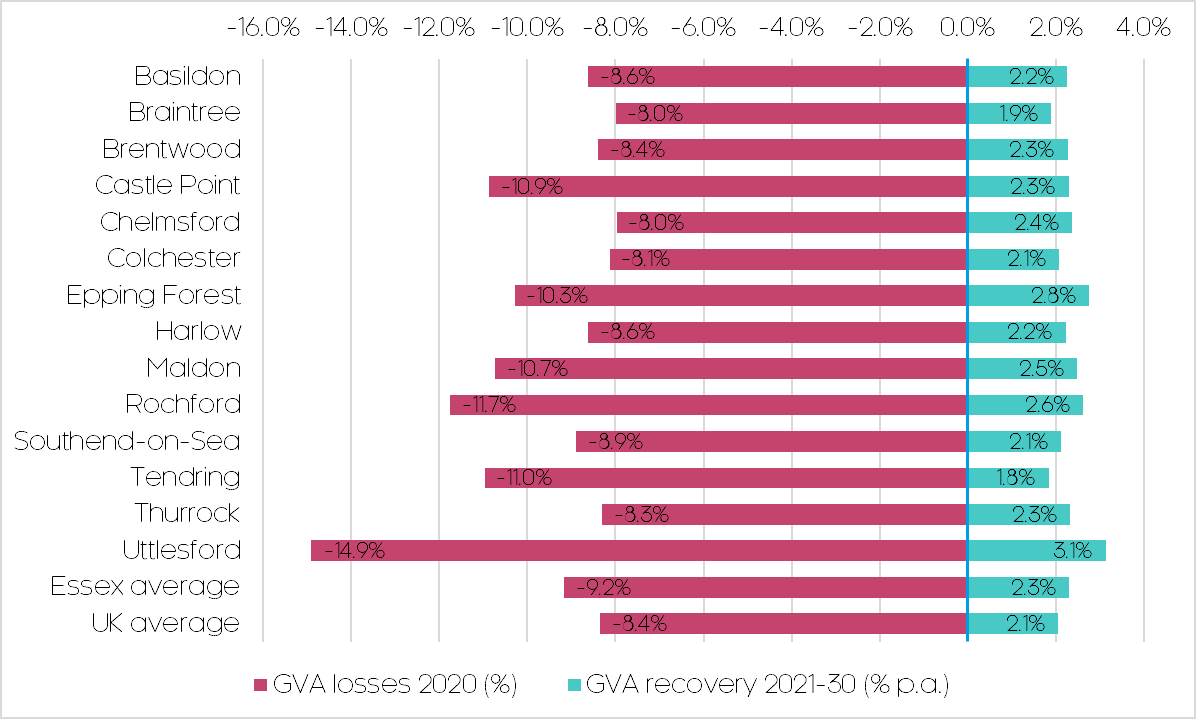 -16.0% -14.0% -12.0% -10.0% -8.0% -6.0% -4.0% -2.0% 0.0% 2.0% 4.0%
Basildon -8.6% 2.2%
Braintree -8.0% 1.9%
Brentwood -8.4% 2.3%
Castle Point -10.9% 2.3%
Chelmsford -8.0% 2.4%
Colchester -8.1% 2.1%
Epping Forest -10.3% 2.8%
Harlow -8.6% 2.2%
Maldon -10.7% 2.5%
Rochford -11.7% 2.6%
Southend-on-Sea -8.9% 2.1%
Tendring -11.0% 1.8%
Thurrock -8.3% 2.3%
Uttlesford -14.9% 3.1%
Essex average -9.2% 2.3%
UK average -8.4% 2.1%
GVA losses 2020 (%) GVA recovery 2021-30 (% p.a.)